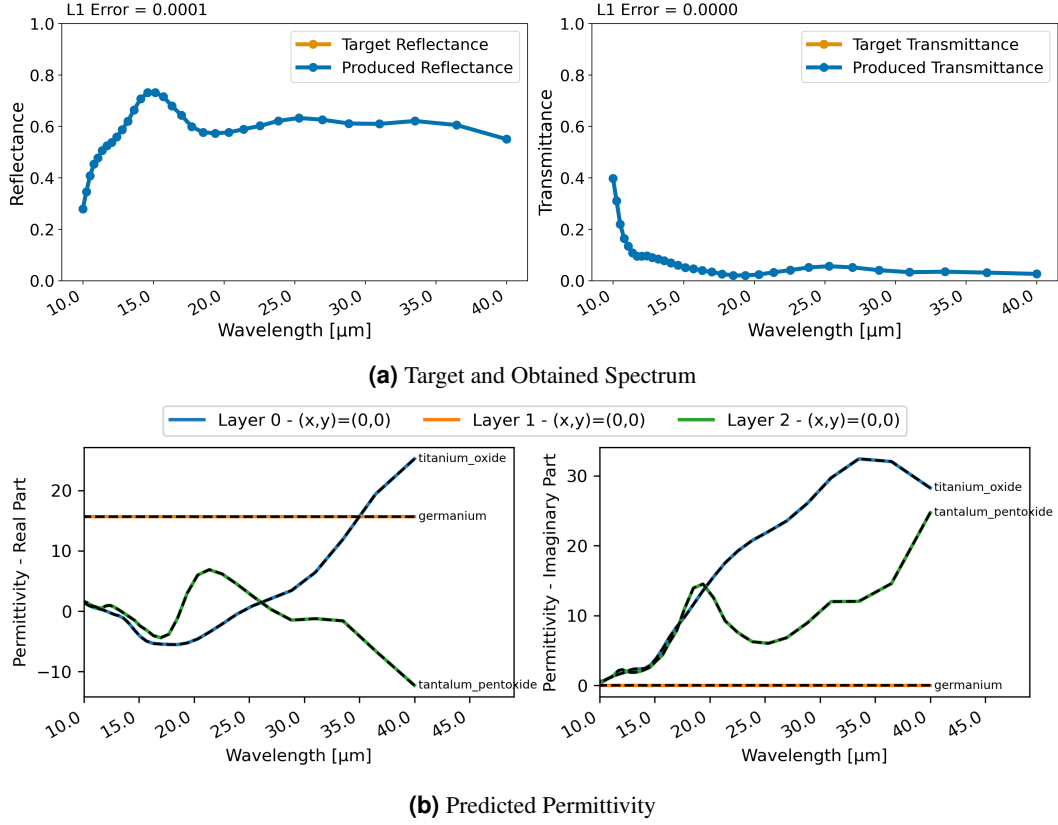 L1 Error = 0.0001
Reflectance
1.0
0.8
0.6
0.4
0.2
0.0
Target Reflectance
Produced Reflectance
10.0 15.0 20.0 25.0 30.0 35.0 40.0
Wavelength [µm]
L1 Error = 0.0000
Transmittance
1.0
0.8
0.6
0.4
0.2
0.0
Target Transmittance
Produced Transmittance
10.0 15.0 20.0 25.0 30.0 35.0 40.0
Wavelength [µm]
(a) Target and Obtained Spectrum
Layer 0 - (x,y)=(0,0) Layer 1 - (x,y)=(0,0) Layer 2 - (x,y)=(0,0)
Permittivity - Real Part
20
10
0
−10
titanium_oxide
germanium
tantalum_pentoxide
10.0 15.0 20.0 25.0 30.0 35.0 40.0 45.0
Wavelength [µm]
Permittivity - Imaginary Part
30
20
10
0
titanium_oxide
tantalum_pentoxide
germanium
10.0 15.0 20.0 25.0 30.0 35.0 40.0 45.0
Wavelength [µm]
(b) Predicted Permittivity